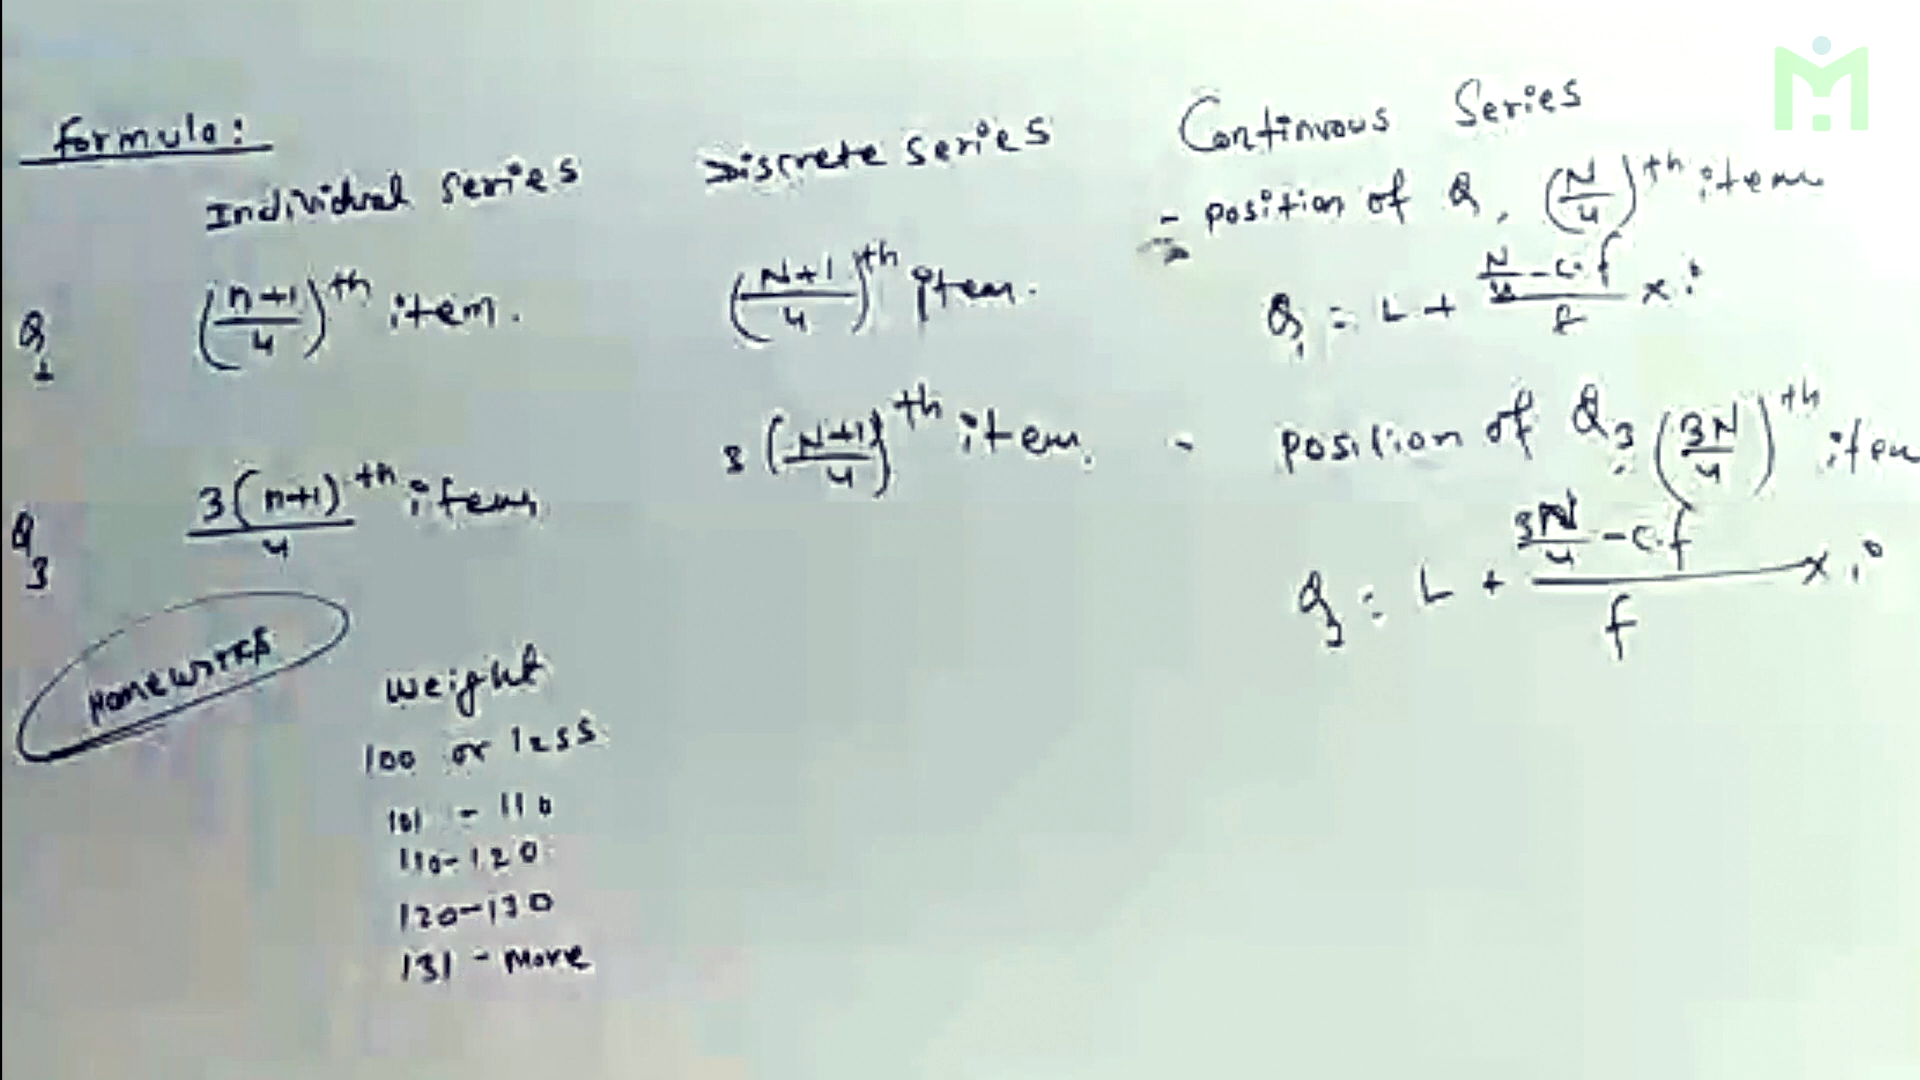 Formula:
Individual series
Discrete series
Continuous Series
Q1
(n+1/4)th item.
(N+1/4)th item.
- position of Q1 (N/4)th item
Q1 = L + N/4 - c.f / f × i
Q3
3(n+1)/4 th item
3(N+1/4)th item.
- Position of Q3 : (3N/4)th item
Q3 = L + 3N/4 - c.f / f × i
Weight
100 or less
101 - 110
110-120
120-130
131 - more